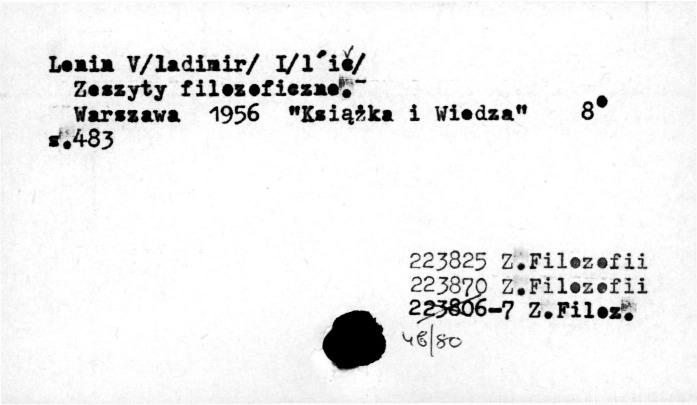 Lenin V/ladimir/ I/l´ič/
Zeszyty filozoficzne.-
Warszawa 1956 "Książka i Wiedza" 8°
s.483
223825 Z.Filozofii
223870 Z.Filozofii
223806-7 Z.Filoz.
48/80